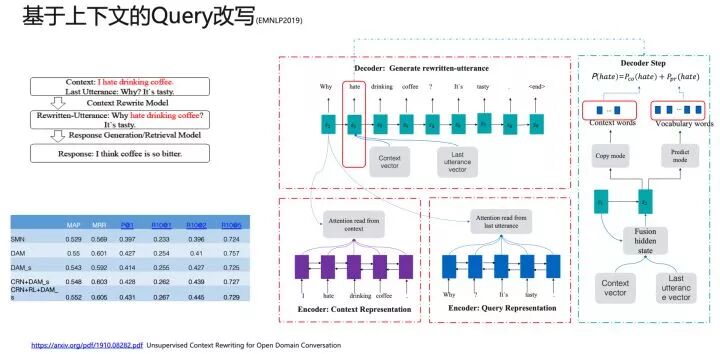 基于上下文的Query改写(EMNLP2019)
Context: I hate drinking coffee.
Last Utterance: Why? It`s tasty.
Context Rewrite Model
Rewritten-Utterance: Why hate drinking coffee?
It`s tasty.
Response Generation/Retrieval Model
Response: I think coffee is so bitter.
MAP MRR P@1 R10@1 R10@2 R10@5
SMN 0.529 0.569 0.397 0.233 0.396 0.724
DAM 0.55 0.601 0.427 0.254 0.41 0.757
DAM_s 0.543 0.592 0.414 0.255 0.427 0.725
CRN+DAM_s 0.548 0.603 0.428 0.262 0.439 0.727
CRN+RL+DAM_
s 0.552 0.605 0.431 0.267 0.445 0.729
Decoder: Generate rewritten-utterance
Why hate drinking coffee ? It`s tasty . <end>
Context
vector
Last
utterance
vector
Attention read from
context
I hate drinking coffee .
Encoder: Context Representation
Attention read from
last utterance
Why ? It`s tasty .
Encoder: Query Representation
Decoder Step
P(hate)=Pco(hate) + Ppr(hate)
Context words
Vocabulary words
Copy mode
Predict
mode
Fusion
hidden
state
Context
vector
Last
utteranc
e vector
https://arxiv.org/pdf/1910.08282.pdf Unsupervised Context Rewriting for Open Domain Conversation